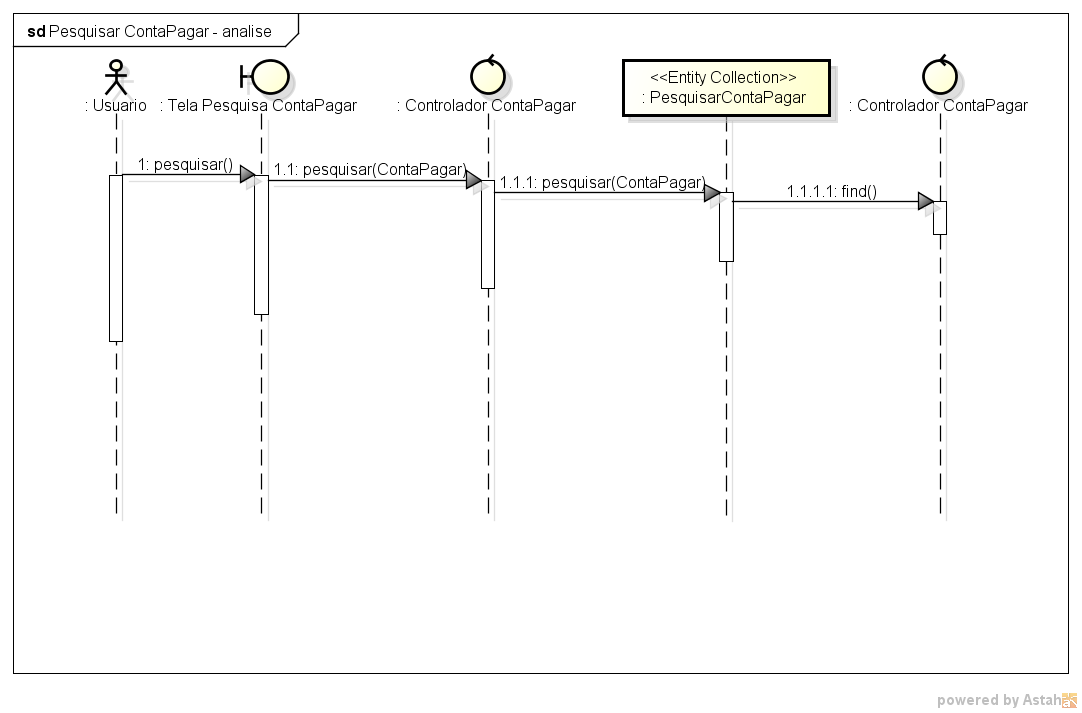 sd Pesquisar ContaPagar - analise
: Usuario
: Tela Pesquisa ContaPagar
: Controlador ContaPagar
<<Entity Collection>>
: PesquisarContaPagar
: Controlador ContaPagar
1: pesquisar()
1.1: pesquisar(ContaPagar)
1.1.1: pesquisar(ContaPagar)
1.1.1.1: find()
powered by Astah